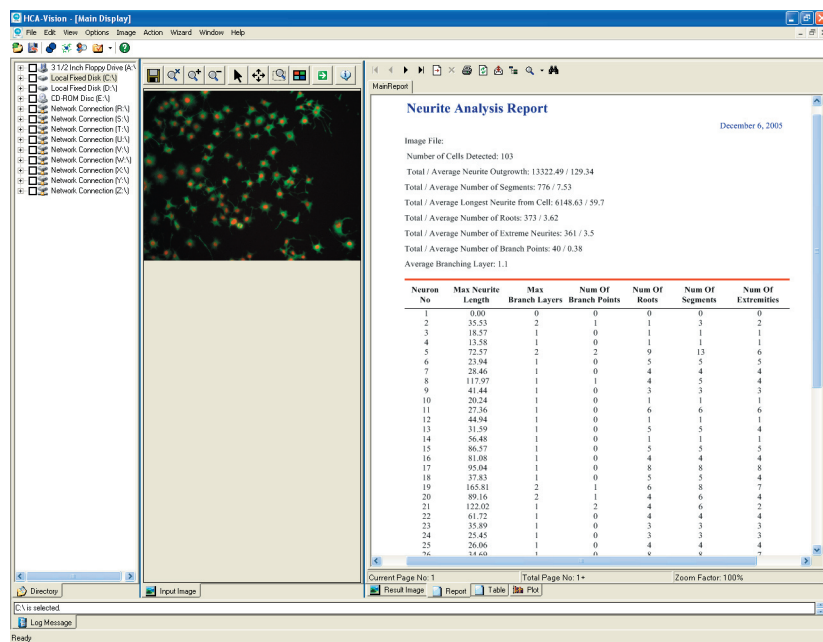 HCA-Vision - [Main Display]
File Edit View Options Image Action Wizard Window Help
3 1/2 Inch Floppy Drive (A:\
Local Fixed Disk (C:\)
Local Fixed Disk (D:\)
CD-ROM Disc (E:\)
Network Connection (R:\)
Network Connection (S:\)
Network Connection (T:\)
Network Connection (U:\)
Network Connection (V:\)
Network Connection (W:\)
Network Connection (X:\)
Network Connection (Y:\)
Network Connection (Z:\)
Directory
Input Image
MainReport
Neurite Analysis Report
December 6, 2005
Image File:
Number of Cells Detected: 103
Total / Average Neurite Outgrowth: 13322.49 / 129.34
Total / Average Number of Segments: 776 / 7.53
Total / Average Longest Neurite from Cell: 6148.63 / 59.7
Total / Average Number of Roots: 373 / 3.62
Total / Average Number of Extreme Neurites: 361 / 3.5
Total / Average Number of Branch Points: 40 / 0.38
Average Branching Layer: 1.1
Neuron Max Neurite Max Num Of Num Of Num Of Num Of
No Length Branch Layers Branch Points Roots Segments Extremities
1 0.00 0 0 0 0 0
2 35.53 2 1 1 3 2
3 18.57 1 0 1 1 1
4 13.58 1 0 1 1 1
5 72.57 2 2 9 13 6
6 23.94 1 0 5 5 5
7 28.46 1 0 4 4 4
8 117.97 1 1 4 5 4
9 41.44 1 0 3 3 3
10 20.24 1 0 1 1 1
11 27.36 1 0 6 6 6
12 44.94 1 0 1 1 1
13 31.59 1 0 5 5 4
14 56.48 1 0 1 1 1
15 86.57 1 0 5 5 5
16 81.08 1 0 4 4 4
17 95.04 1 0 8 8 8
18 37.83 1 0 5 5 4
19 165.81 2 1 6 8 7
20 89.16 2 1 4 6 4
21 122.02 1 2 4 6 2
22 61.72 1 0 4 4 4
23 35.89 1 0 3 3 3
24 25.45 1 0 3 3 3
25 26.06 1 0 4 4 4
26 34.69 1 0 8 8 7
Current Page No: 1 Total Page No: 1+ Zoom Factor: 100%
Result Image Report Table Plot
C:\ is selected.
Log Message
Ready